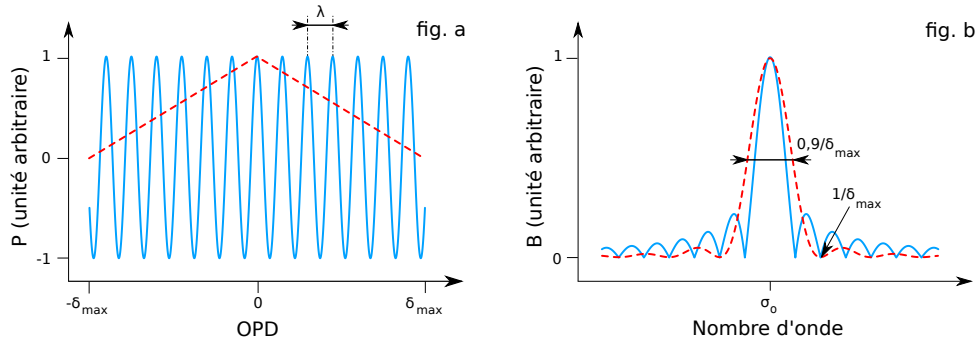 fig. a
λ
P (unité arbitraire)
1
0
-1
-δmax
0
δmax
OPD
fig. b
B (unité arbitraire)
1
0
0,9/δmax
1/δmax
σo
Nombre d'onde